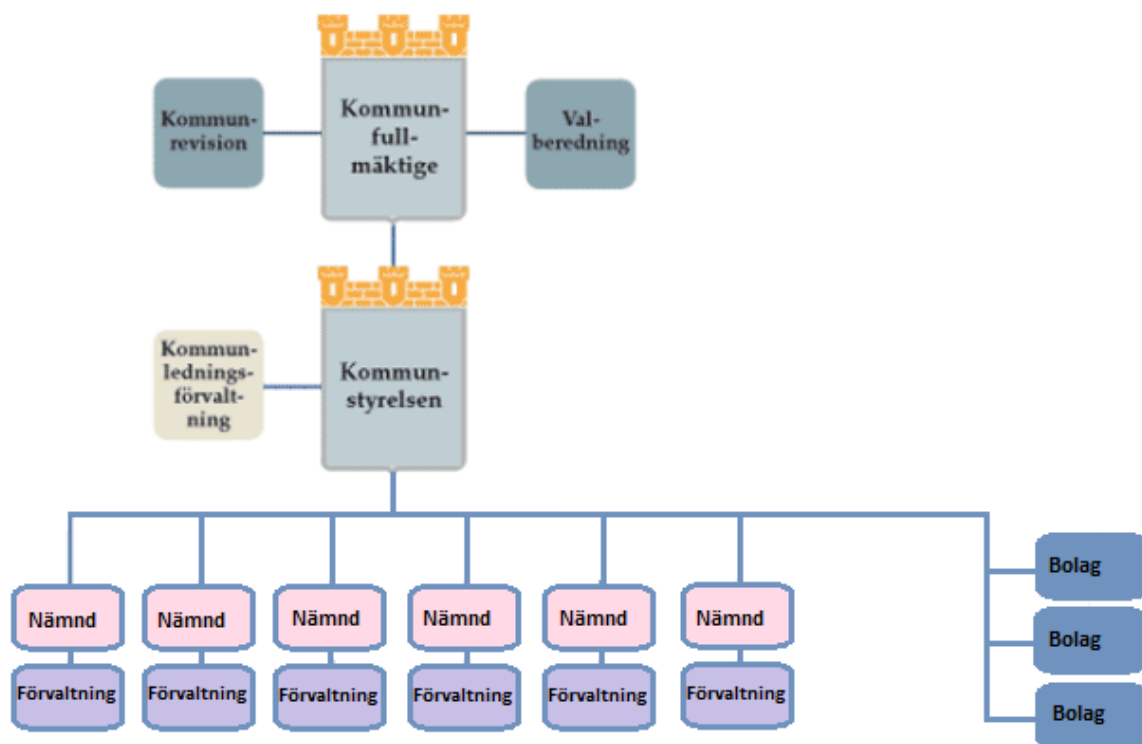 Kommun-
revision
Kommun-
full-
mäktige
Val-
beredning
Kommun-
lednings-
förvalt-
ning
Kommun-
styrelsen
Nämnd
Nämnd
Nämnd
Nämnd
Nämnd
Nämnd
Förvaltning
Förvaltning
Förvaltning
Förvaltning
Förvaltning
Förvaltning
Bolag
Bolag
Bolag